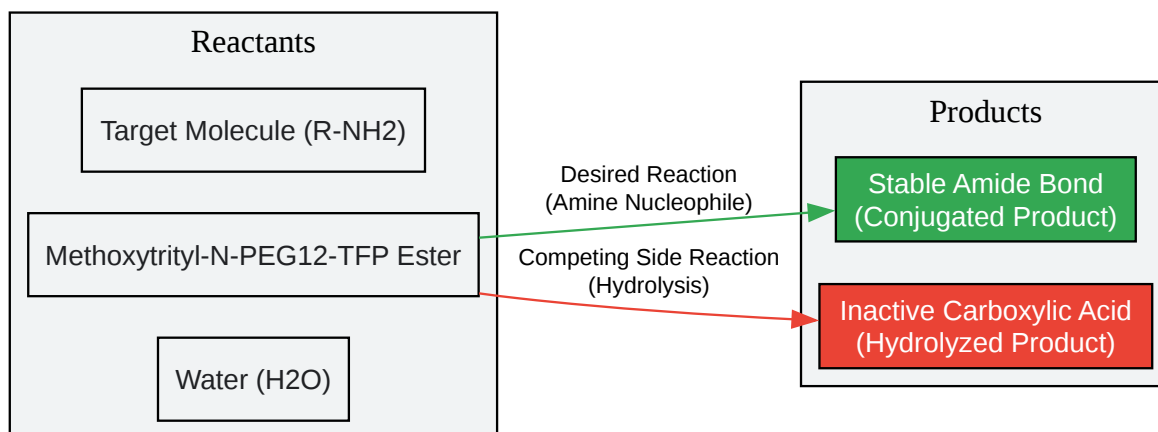 Reactants
Target Molecule (R-NH2)
Methoxytrityl-N-PEG12-TFP Ester
Water (H2O)
Desired Reaction
(Amine Nucleophile)
Competing Side Reaction
(Hydrolysis)
Products
Stable Amide Bond
(Conjugated Product)
Inactive Carboxylic Acid
(Hydrolyzed Product)